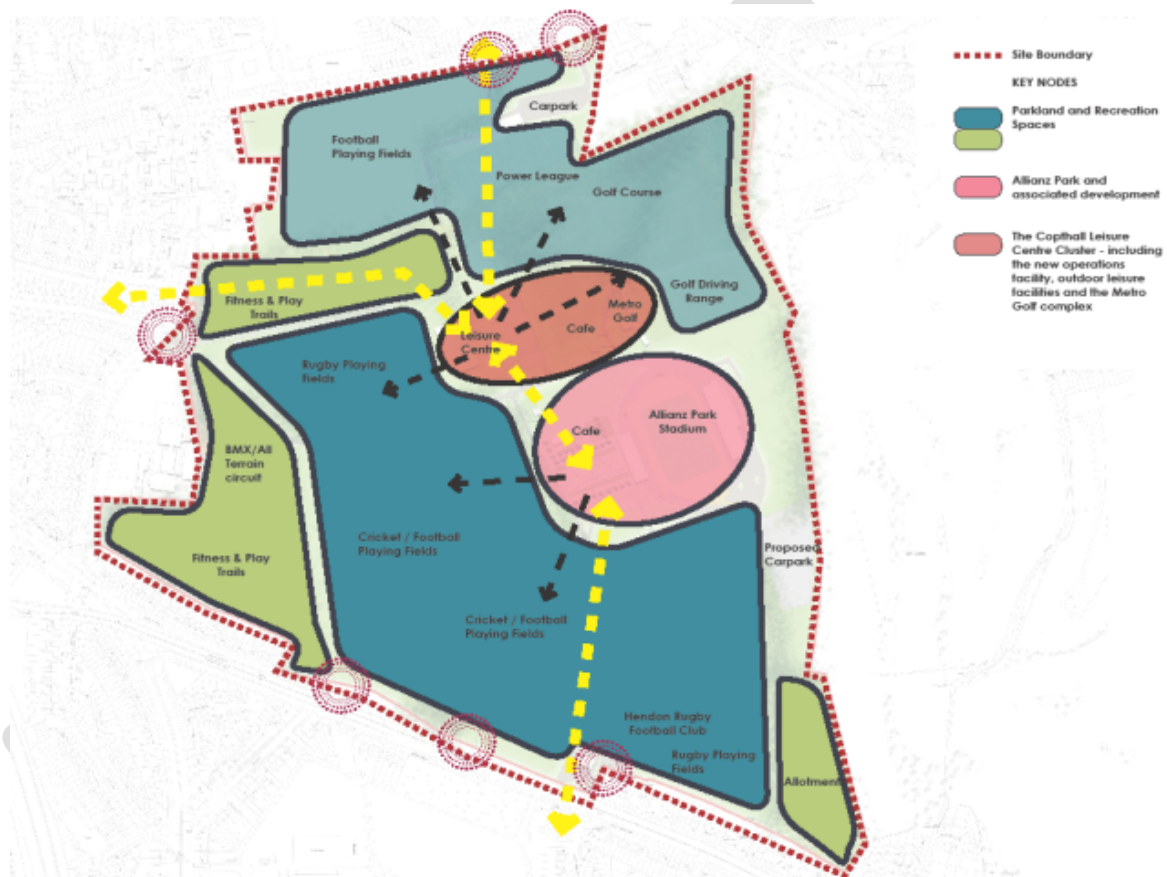 Site Boundary
KEY NODES
Parkland and Recreation
Spaces
Allianz Park and
associated development
The Copthall Leisure
Centre Cluster - including
the new operations
facility, outdoor leisure
facilities and the Metro
Golf complex
Carpark
Football
Playing Fields
Power League
Golf Course
Golf Driving
Range
Fitness & Play
Trails
Metro
Golf
Cafe
Leisure
Centre
Rugby Playing
Fields
Allianz Park
Stadium
Cafe
BMX/All
Terrain
circuit
Fitness & Play
Trails
Cricket / Football
Playing Fields
Proposed
Carpark
Cricket / Football
Playing Fields
Hendon Rugby
Football Club
Rugby Playing
Fields
Allotment